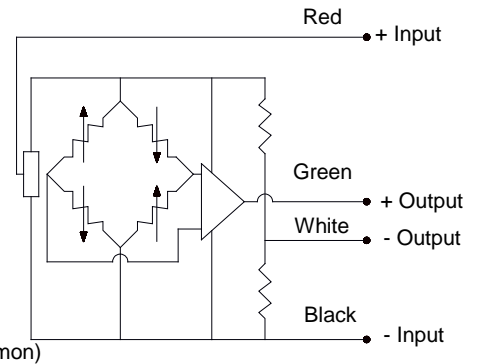 Red
+ Input
Green
+ Output
White
- Output
Black
- Input
mon)